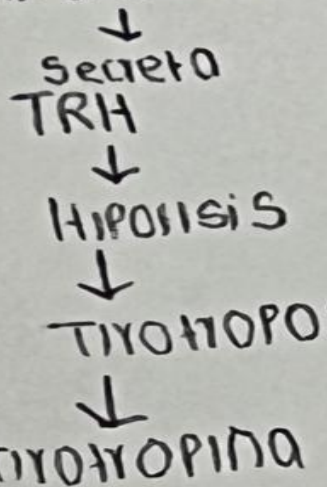 ↓
Secreta
TRH
↓
Hipofisis
↓
Tirotropo
↓
Tirotropina